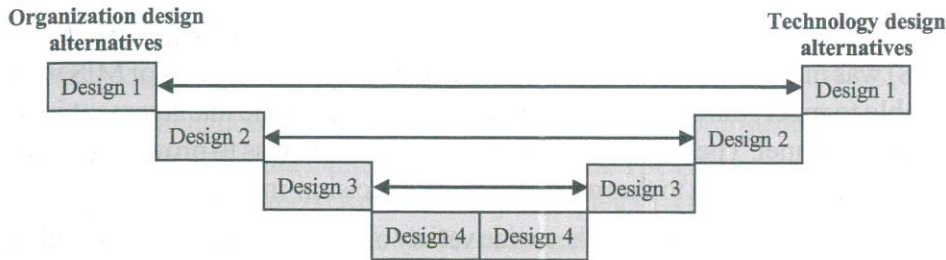 Organization design
alternatives
Technology design
alternatives
Design 1
Design 1
Design 2
Design 2
Design 3
Design 3
Design 4
Design 4